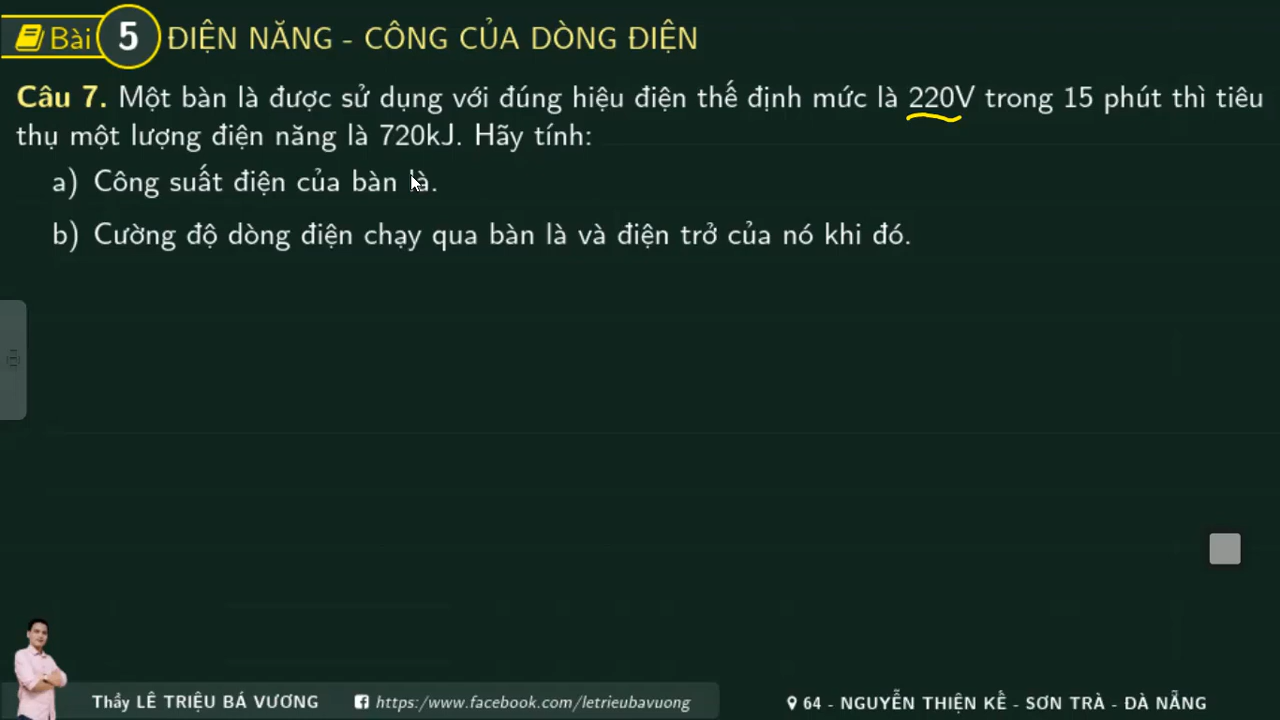 Bài 5 ĐIỆN NĂNG - CÔNG CỦA DÒNG ĐIỆN
Câu 7. Một bàn là được sử dụng với đúng hiệu điện thế định mức là 220V trong 15 phút thì tiêu
thụ một lượng điện năng là 720kJ. Hãy tính:
a) Công suất điện của bàn là.
b) Cường độ dòng điện chạy qua bàn là và điện trở của nó khi đó.
Thầy LÊ TRIỆU BÁ VƯƠNG https://www.facebook.com/letrieubavuong 64 - NGUYỄN THIỆN KẾ - SƠN TRÀ - ĐÀ NẴNG